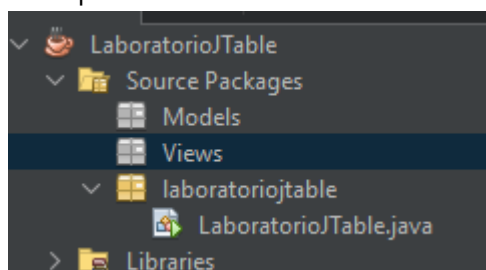 LaboratorioJTable
Source Packages
Models
Views
laboratoriojtable
LaboratorioJTable.java
Libraries